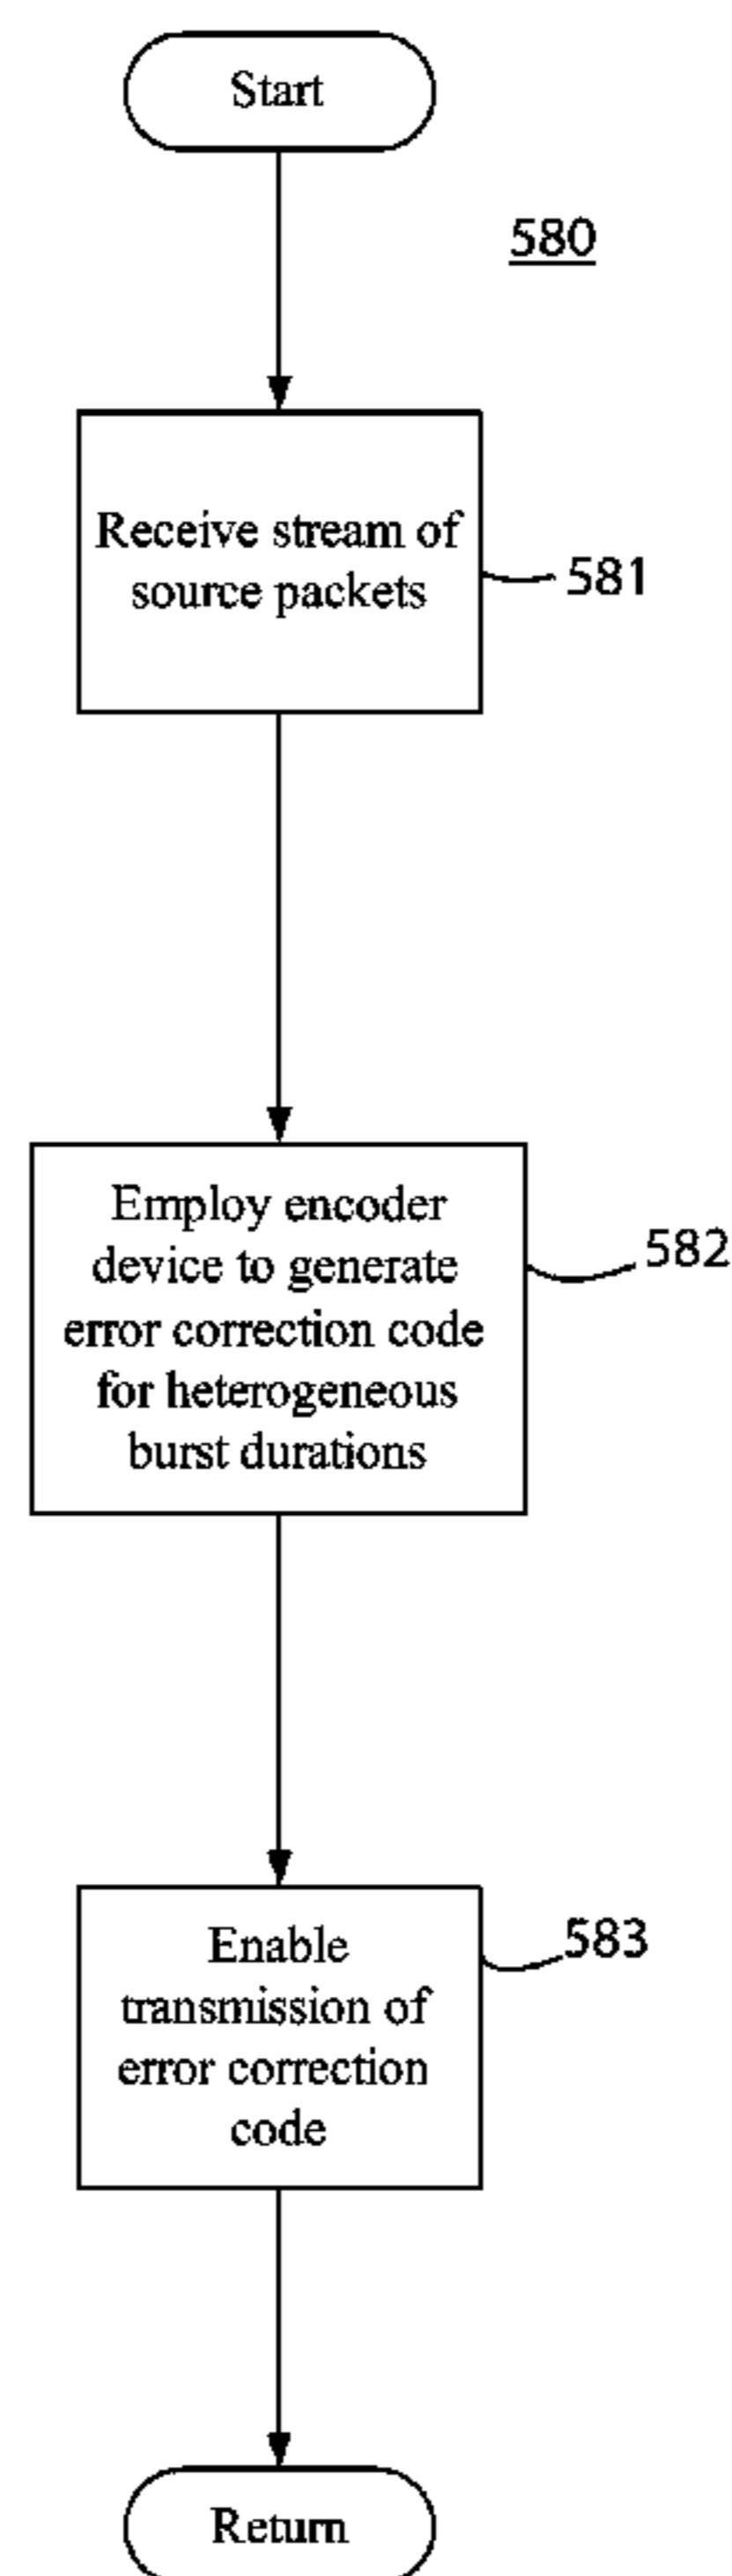 Start
580
Receive stream of
source packets
581
Employ encoder
device to generate
error correction code
for heterogeneous
burst durations
582
Enable
transmission of
error correction
code
583
Return